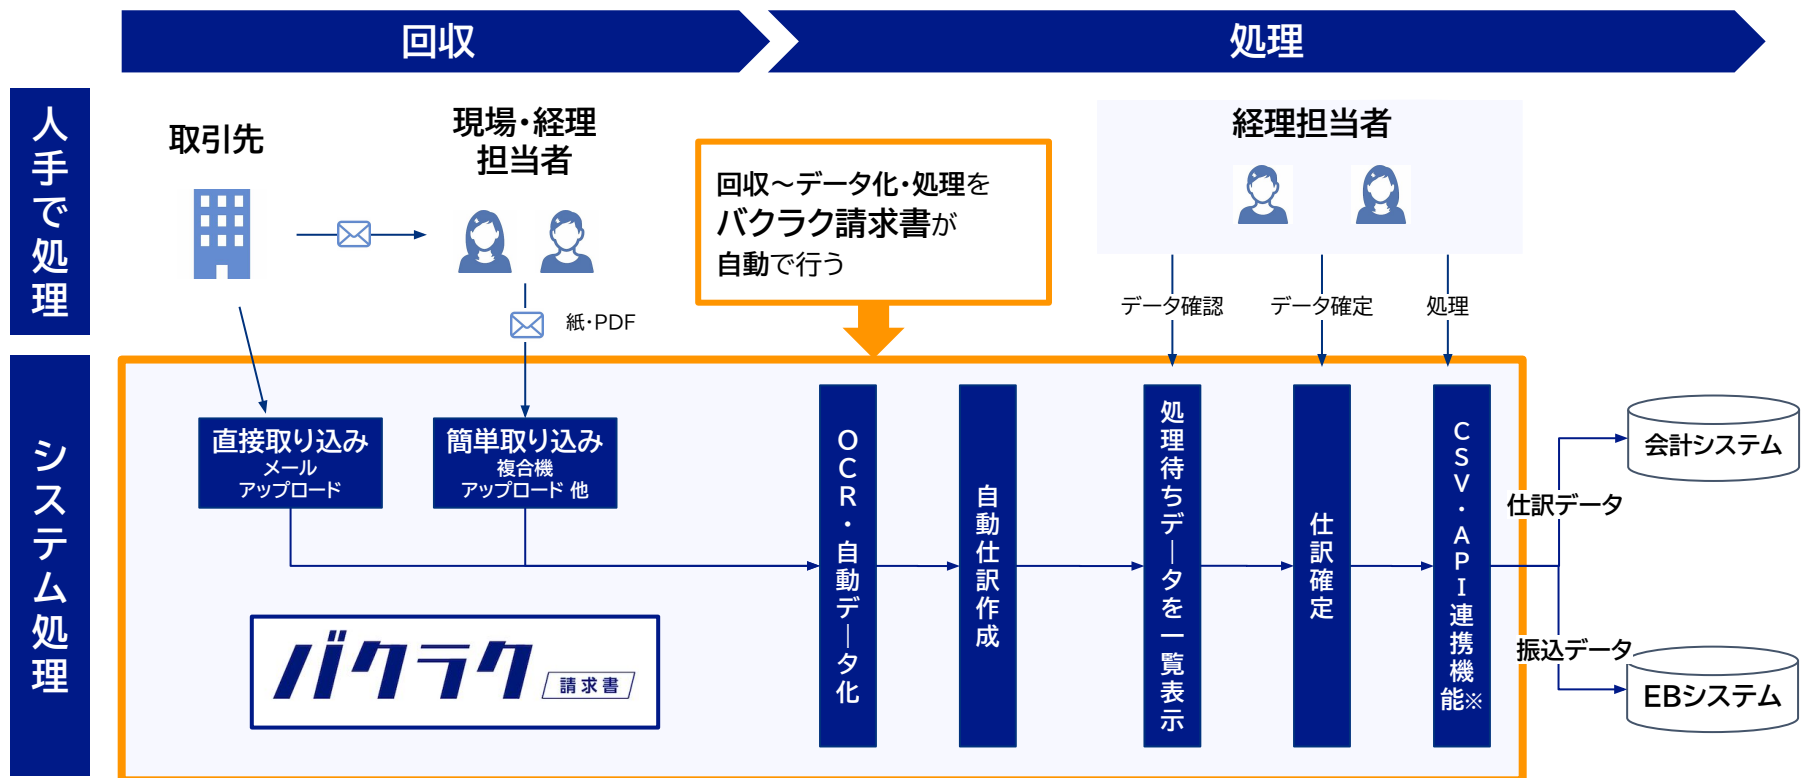 回収
処理
人手で処理
取引先
現場・経理
担当者
回収～データ化・処理を
バクラク請求書が
自動で行う
経理担当者
紙・PDF
データ確認
データ確定
処理
システム処理
直接取り込み
メール
アップロード
簡単取り込み
複合機
アップロード 他
OCR・自動データ化
自動仕訳作成
処理待ちデータを一覧表示
仕訳確定
CSV・API連携機能※
仕訳データ
会計システム
振込データ
EBシステム
バクラク
請求書